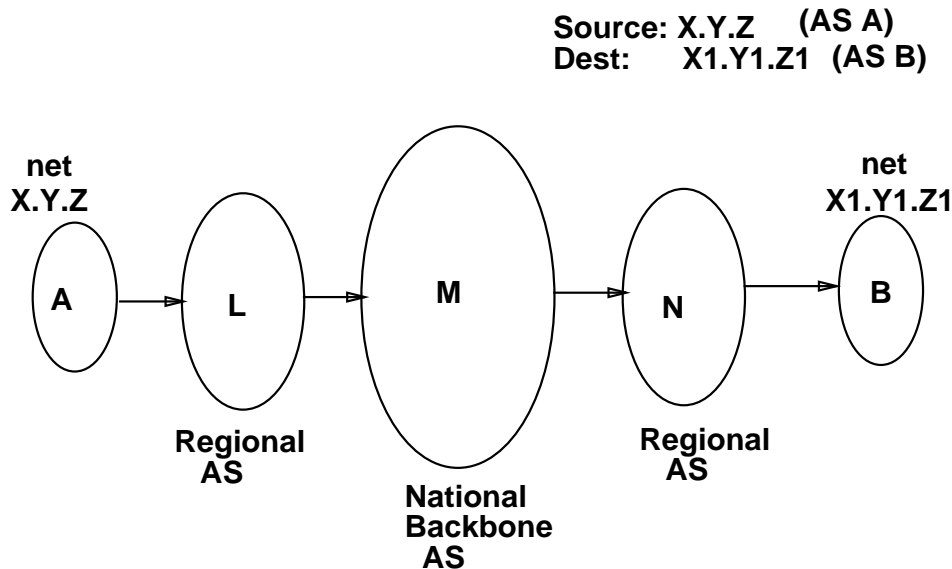 Source: X.Y.Z (AS A)
Dest: X1.Y1.Z1 (AS B)
net
X.Y.Z
net
X1.Y1.Z1
A
L
M
N
B
Regional
AS
National
Backbone
AS
Regional
AS